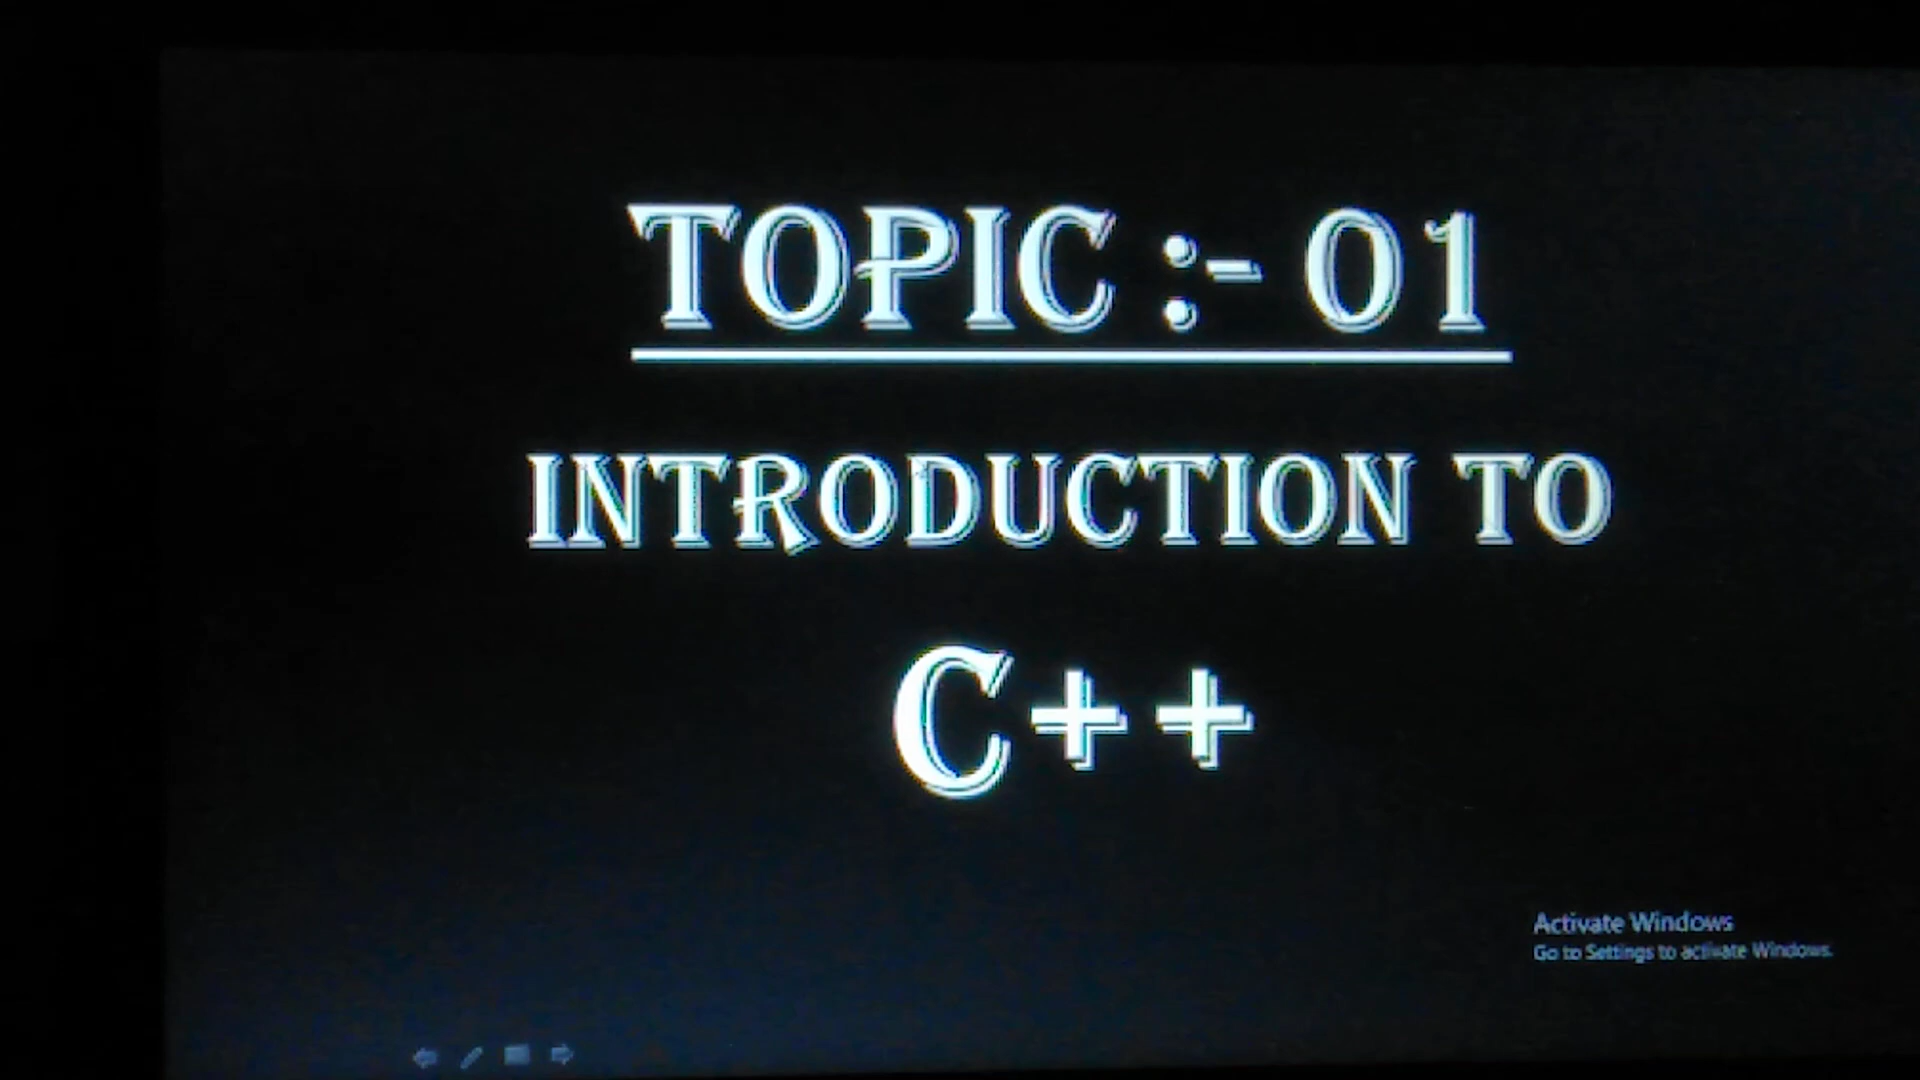 TOPIC :- 01
INTRODUCTION TO
C++
Activate Windows
Go to Settings to activate Windows.